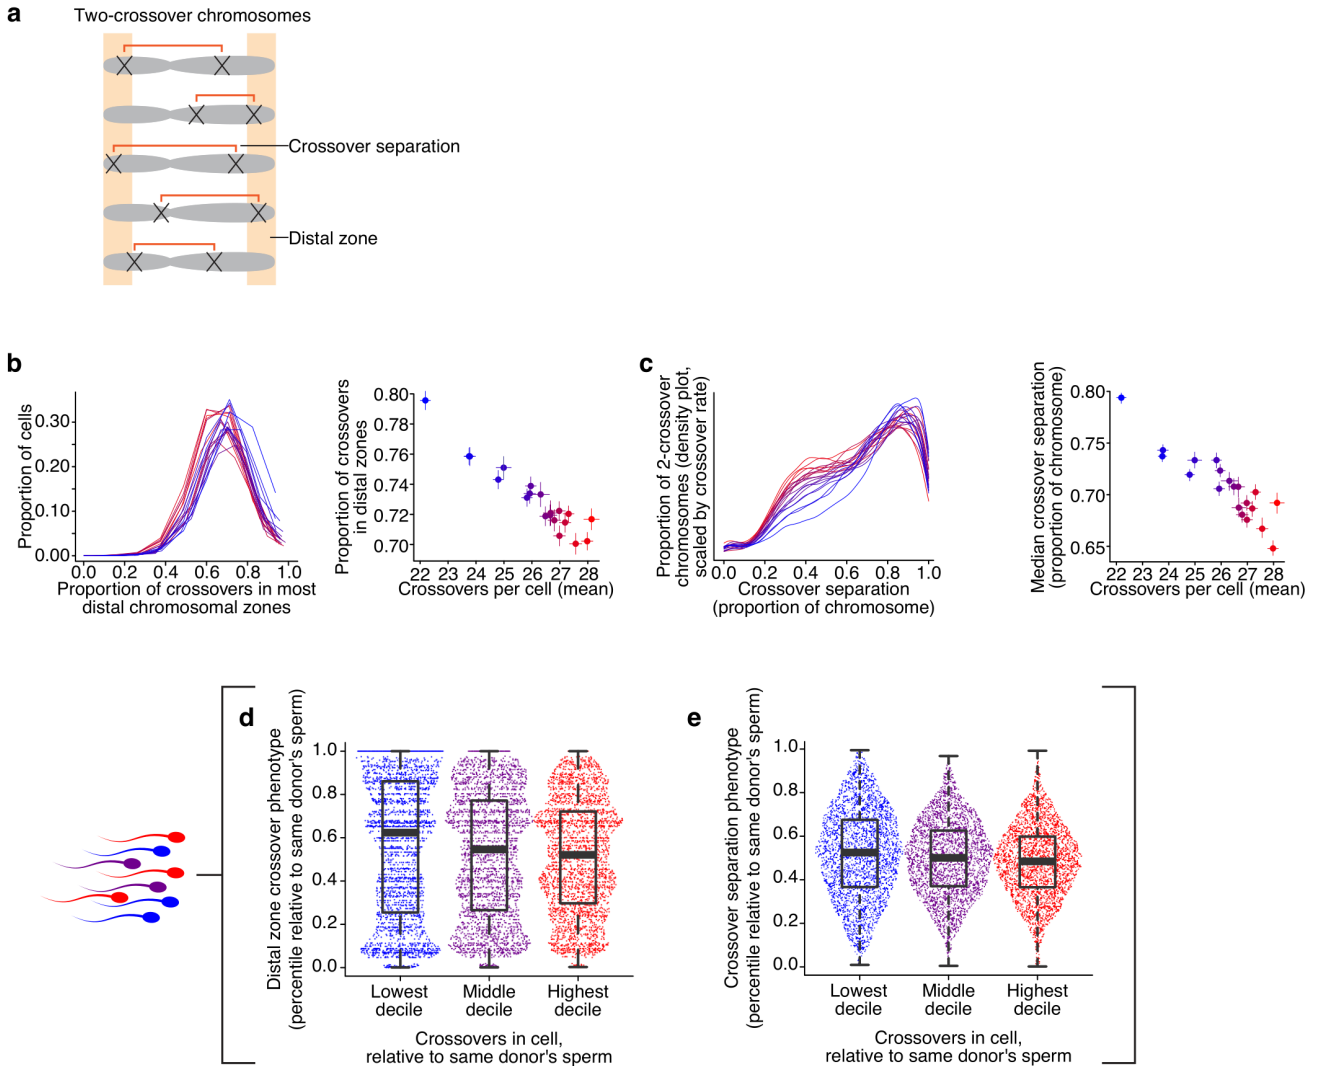 a
Two-crossover chromosomes
Crossover separation
Distal zone
b
Proportion of cells
0.30
0.20
0.10
0.00
0.0 0.2 0.4 0.6 0.8 1.0
Proportion of crossovers in most
distal chromosomal zones
Proportion of crossovers
in distal zones
0.80
0.78
0.76
0.74
0.72
0.70
22 23 24 25 26 27 28
Crossovers per cell (mean)
c
Proportion of 2-crossover
chromosomes (density plot,
scaled by crossover rate)
0.0 0.2 0.4 0.6 0.8 1.0
Crossover separation
(proportion of chromosome)
Median crossover separation
(proportion of chromosome)
0.80
0.75
0.70
0.65
22 23 24 25 26 27 28
Crossovers per cell (mean)
d
Distal zone crossover phenotype
(percentile relative to same donor's sperm)
1.0
0.8
0.6
0.4
0.2
0.0
Lowest Middle Highest
decile decile decile
Crossovers in cell,
relative to same donor's sperm
e
Crossover separation phenotype
(percentile relative to same donor's sperm)
1.0
0.8
0.6
0.4
0.2
0.0
Lowest Middle Highest
decile decile decile
Crossovers in cell,
relative to same donor's sperm